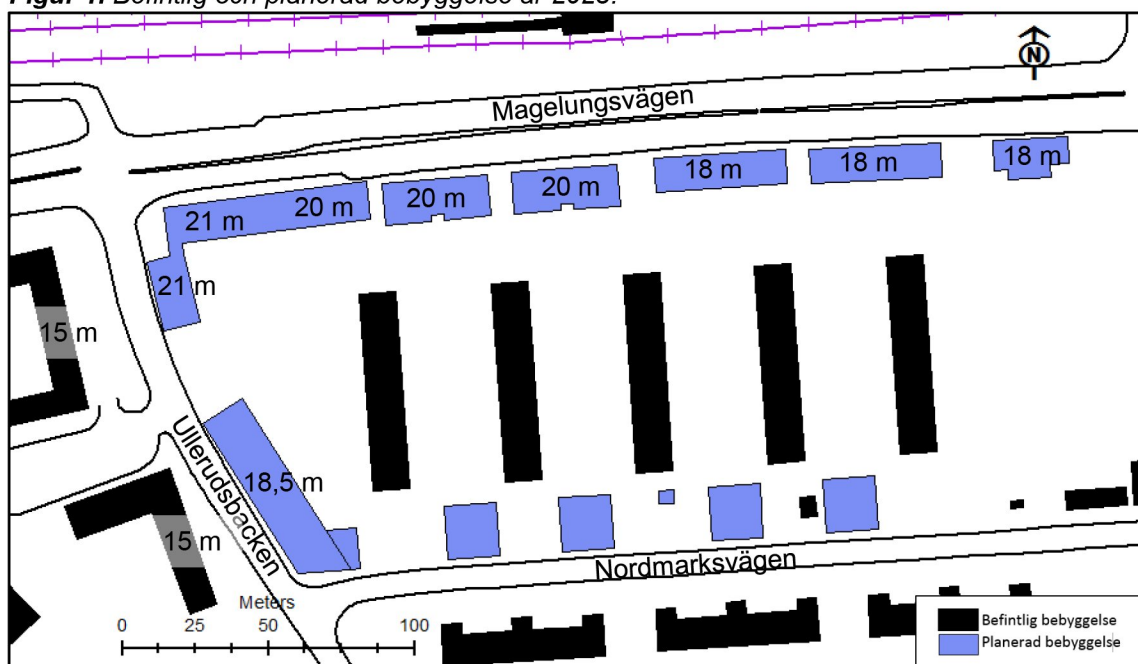 Figur 1. Befintlig och planerad bebyggelse år 2025.
N
Magelungsvägen
21 m
20 m
20 m
20 m
18 m
18 m
18 m
21 m
15 m
18,5 m
15 m
Ullerudsbacken
Nordmarksvägen
Meters
0 25 50 100
Befintlig bebyggelse
Planerad bebyggelse